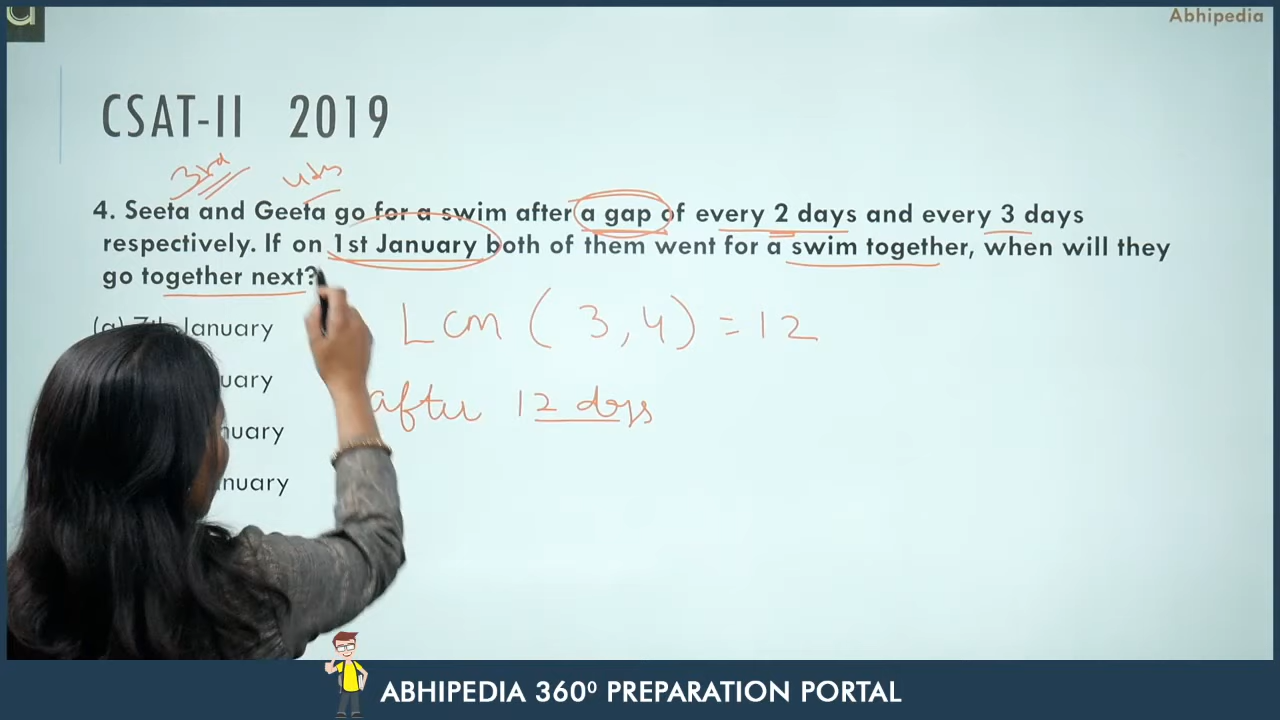 a
Abhipedia
CSAT-II 2019
3rd
4. Seeta and Geeta go for a swim after a gap of every 2 days and every 3 days
respectively. If on 1st January both of them went for a swim together, when will they
go together next?
(a) 7th January
Lcm ( 3, 4) = 12
uary
after 12 days
nuary
nuary
ABHIPEDIA 360⁰ PREPARATION PORTAL